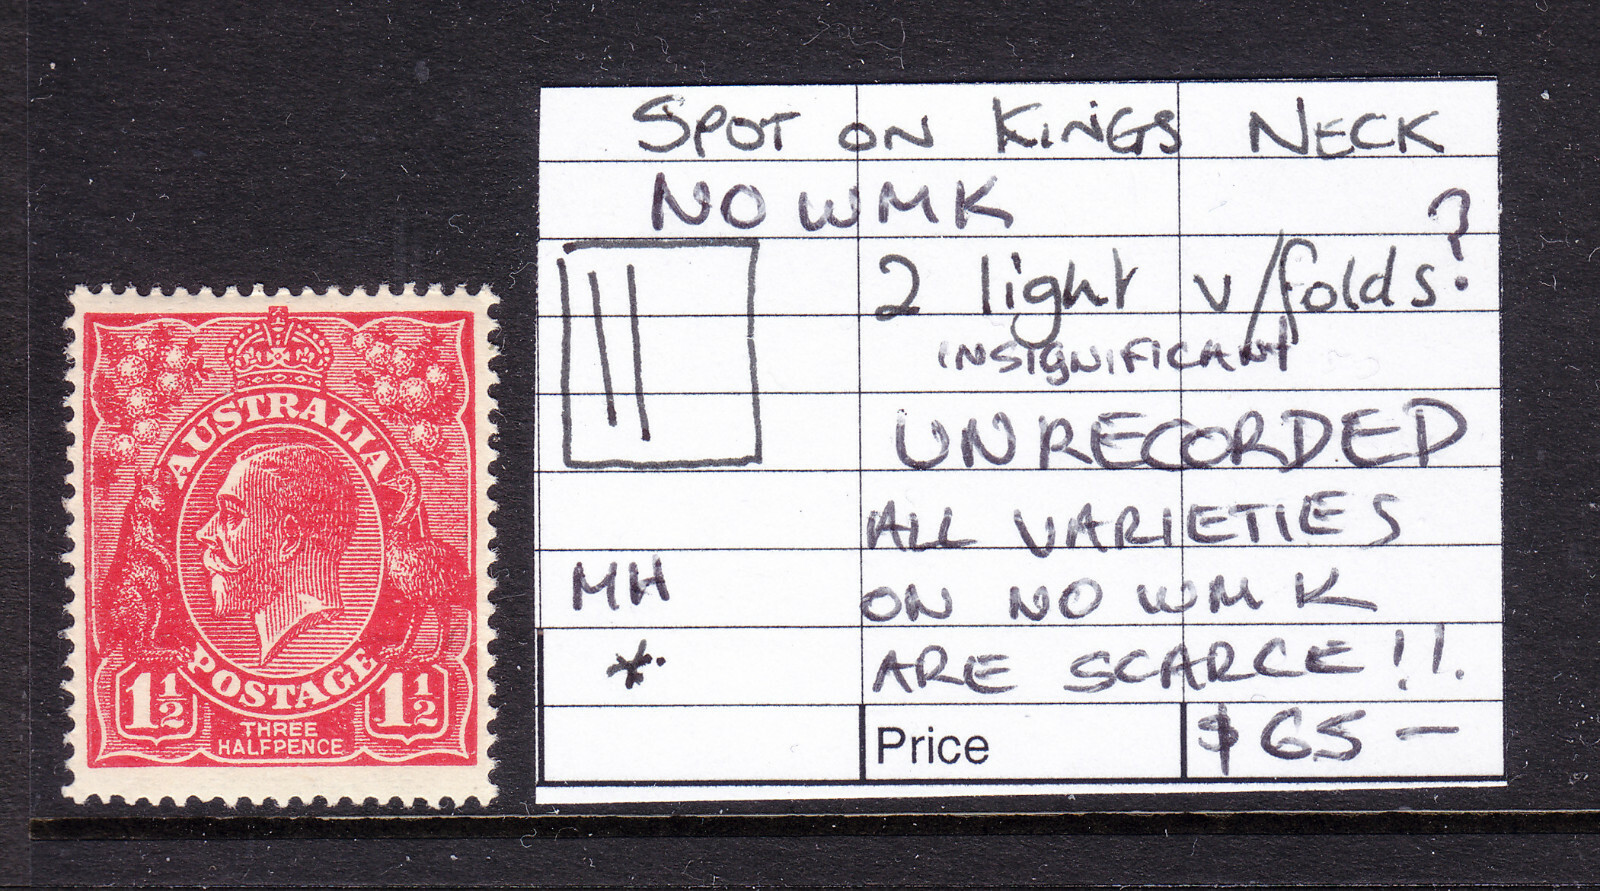 AUSTRALIA
POSTAGE
1½ 1½
THREE
HALFPENCE
SPOT ON KINGS NECK
NO WMK
2 light v/folds?
INSIGNIFICANT
UNRECORDED
ALL VARIETIES
MH ON NO WMK
* ARE SCARCE!!.
Price $65-